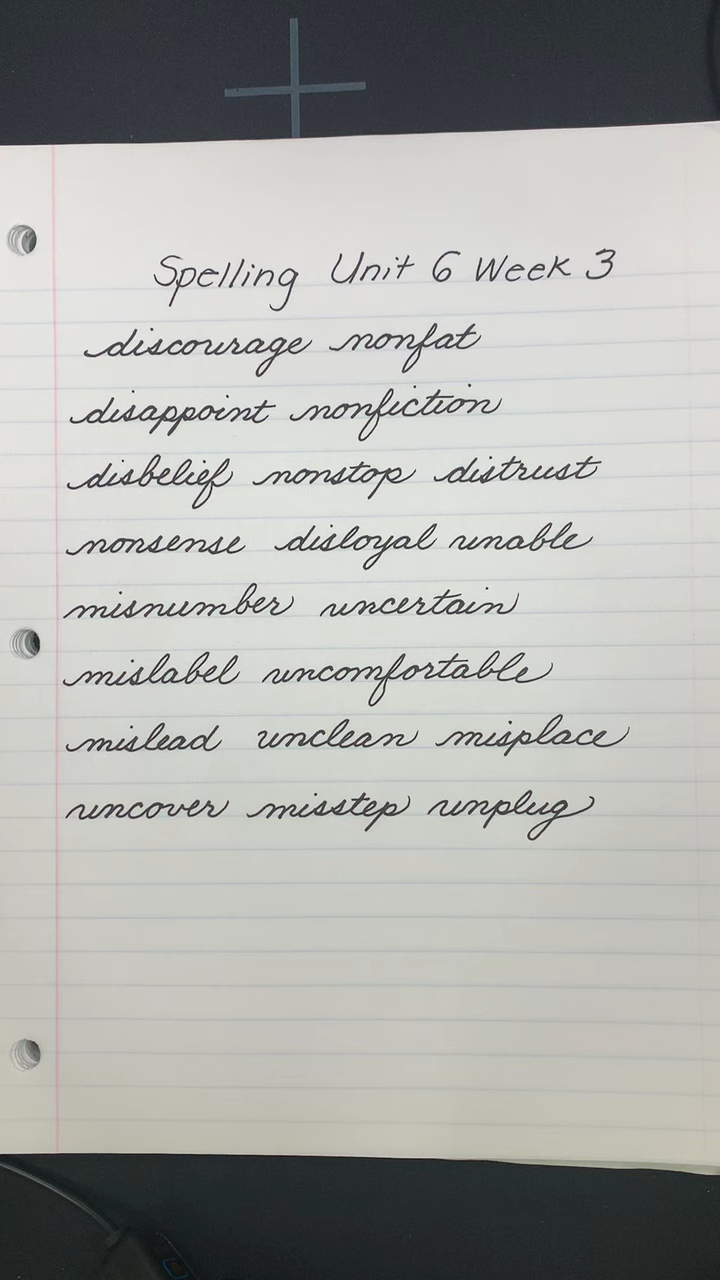 Spelling Unit 6 Week 3
discourage nonfat
disappoint nonfiction
disbelief nonstop distrust
nonsense disloyal unable
misnumber uncertain
mislabel uncomfortable
mislead unclean misplace
uncover misstep unplug